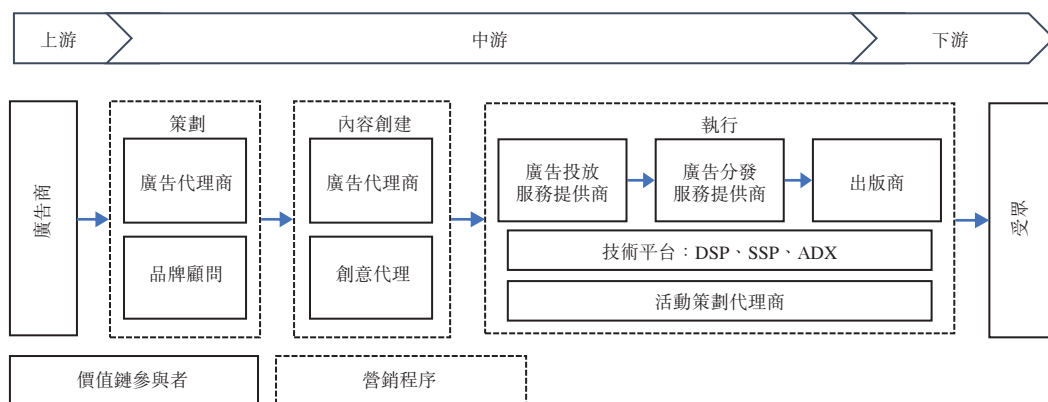 上游
中游
下游
廣告商
策劃
廣告代理商
品牌顧問
內容創建
廣告代理商
創意代理
執行
廣告投放
服務提供商
廣告分發
服務提供商
出版商
技術平台：DSP、SSP、ADX
活動策劃代理商
受眾
價值鏈參與者
營銷程序